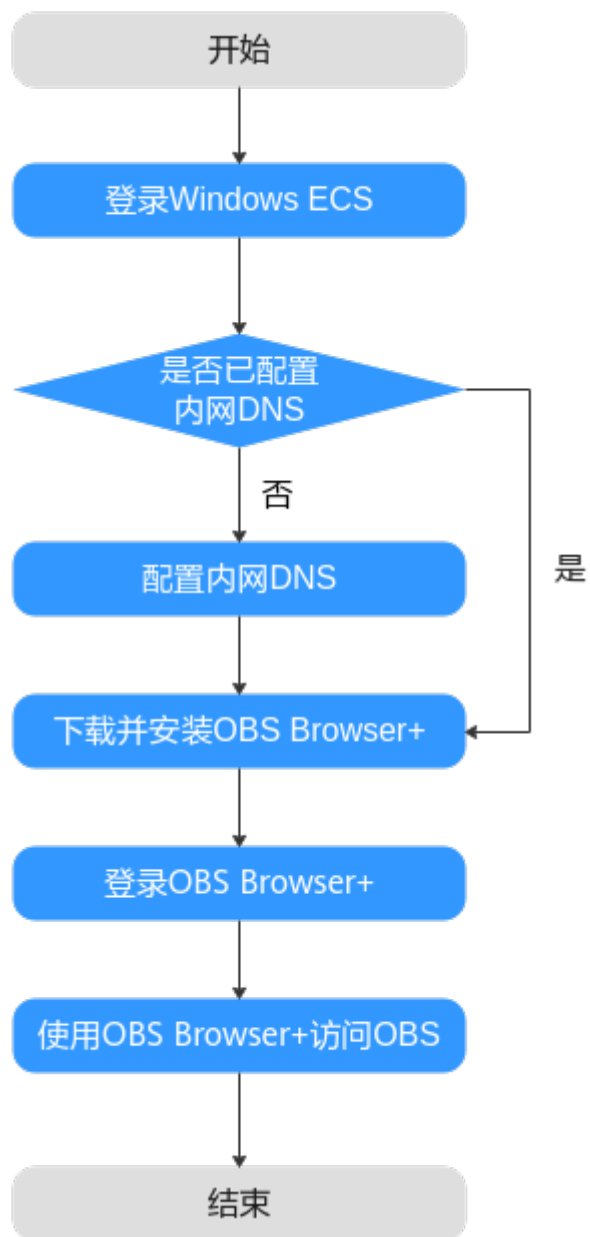 开始
登录Windows ECS
是否已配置
内网DNS
否
是
配置内网DNS
下载并安装OBS Browser+
登录OBS Browser+
使用OBS Browser+访问OBS
结束